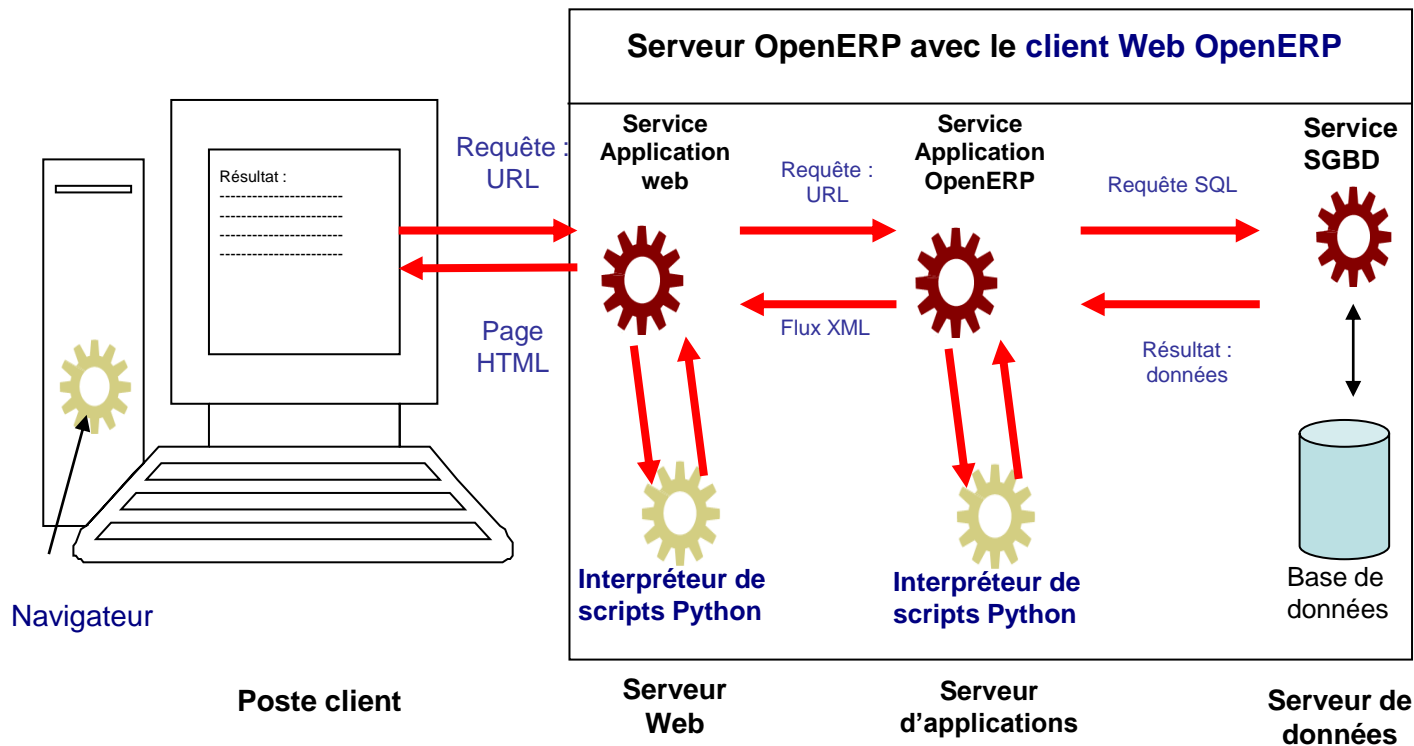 Serveur OpenERP avec le client Web OpenERP
Résultat :
-----------------------
-----------------------
-----------------------
-----------------------
Requête :
URL
Page
HTML
Service
Application
web
Requête :
URL
Flux XML
Service
Application
OpenERP
Requête SQL
Résultat :
données
Service
SGBD
Interpréteur de
scripts Python
Interpréteur de
scripts Python
Base de
données
Navigateur
Poste client
Serveur
Web
Serveur
d’applications
Serveur de
données